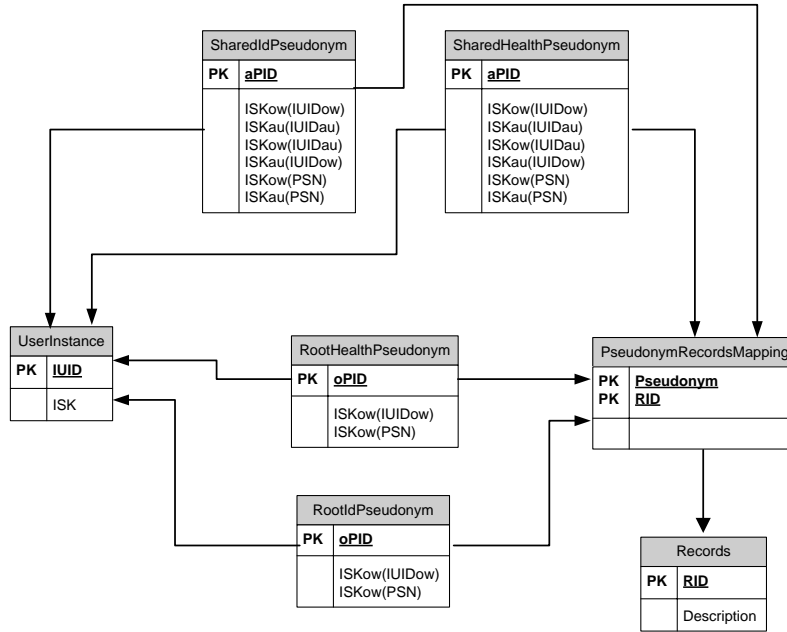 SharedIdPseudonym
PK aPID
ISKow(IUIDow)
ISKau(IUIDau)
ISKow(IUIDau)
ISKau(IUIDow)
ISKow(PSN)
ISKau(PSN)
SharedHealthPseudonym
PK aPID
ISKow(IUIDow)
ISKau(IUIDau)
ISKow(IUIDau)
ISKau(IUIDow)
ISKow(PSN)
ISKau(PSN)
UserInstance
PK IUID
ISK
RootHealthPseudonym
PK oPID
ISKow(IUIDow)
ISKow(PSN)
PseudonymRecordsMapping
PK Pseudonym
PK RID
RootIdPseudonym
PK oPID
ISKow(IUIDow)
ISKow(PSN)
Records
PK RID
Description